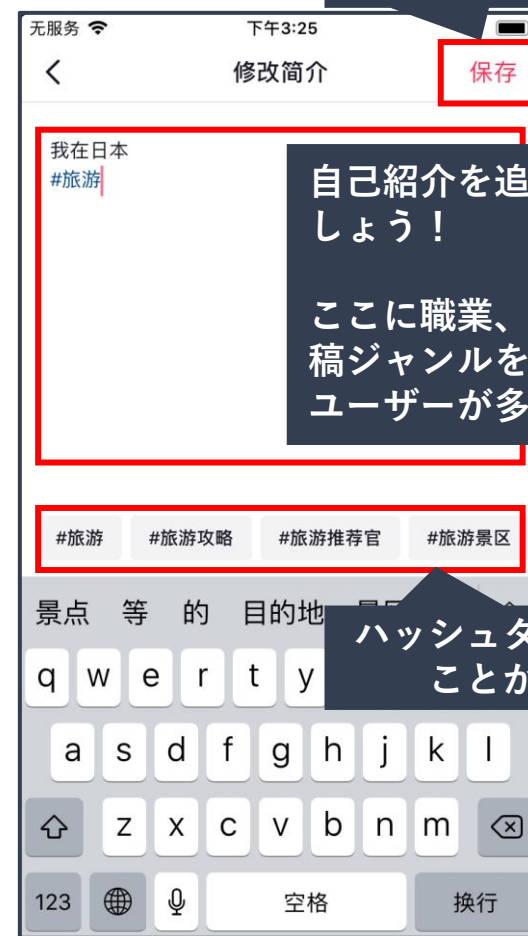 无服务 下午3:25
修改简介 保存
我在日本
#旅游
自己紹介を追
しょう！
ここに職業、
稿ジャンルを
ユーザーが多
#旅游 #旅游攻略 #旅游推荐官 #旅游景区
景点 等 的 目的地
ハッシュタ
ことか
q w e r t y
a s d f g h j k l
z x c v b n m
123 空格 换行